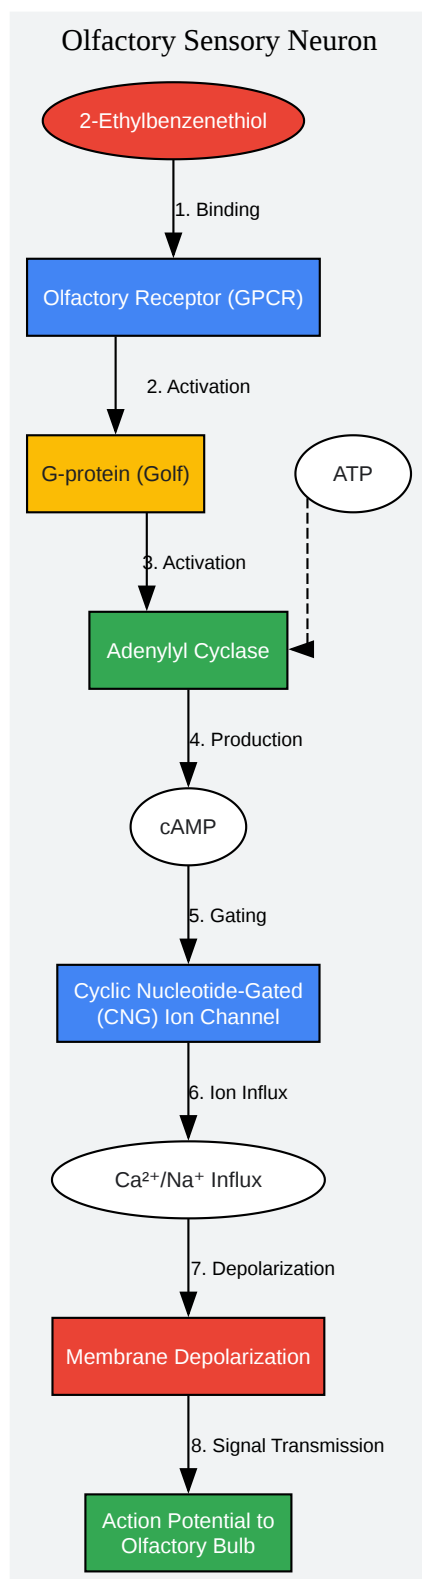 Olfactory Sensory Neuron
2-Ethylbenzenethiol
1. Binding
Olfactory Receptor (GPCR)
2. Activation
G-protein (Golf)
ATP
3. Activation
Adenylyl Cyclase
4. Production
cAMP
5. Gating
Cyclic Nucleotide-Gated
(CNG) Ion Channel
6. Ion Influx
Ca²⁺/Na⁺ Influx
7. Depolarization
Membrane Depolarization
8. Signal Transmission
Action Potential to
Olfactory Bulb